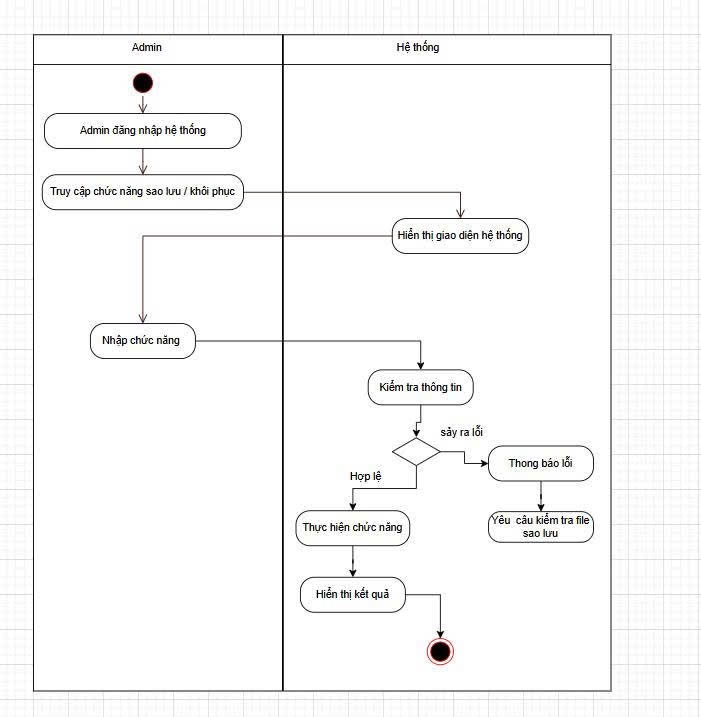 Admin
Hệ thống
Admin đăng nhập hệ thống
Truy cập chức năng sao lưu / khôi phục
Hiển thị giao diện hệ thống
Nhập chức năng
Kiểm tra thông tin
sảy ra lỗi
Thong báo lỗi
Hợp lệ
Yêu cầu kiểm tra file
sao lưu
Thực hiện chức năng
Hiển thị kết quả